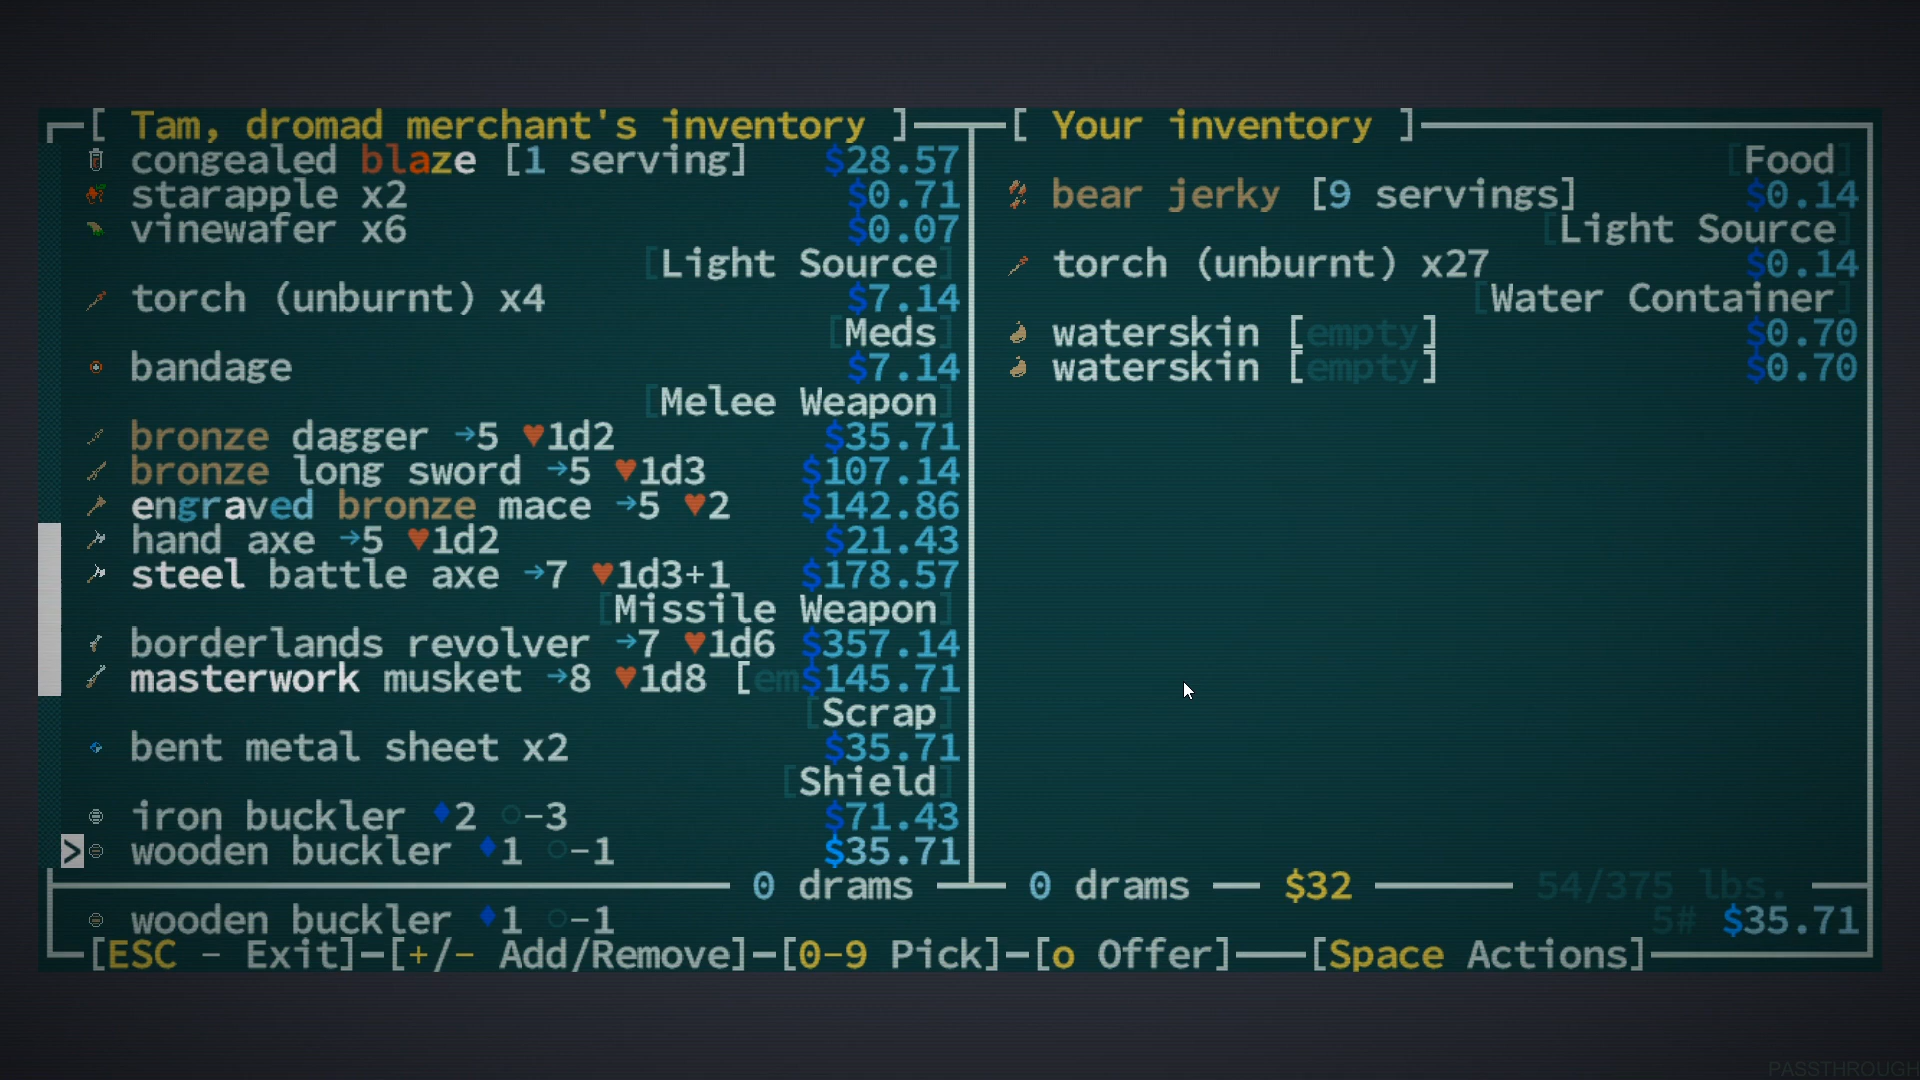 [ Tam, dromad merchant's inventory ]
congealed blaze [1 serving] $28.57
starapple x2 $0.71
vinewafer x6 $0.07
[Light Source]
torch (unburnt) x4 $7.14
[Meds]
bandage $7.14
[Melee Weapon]
bronze dagger →5 ♥1d2 $35.71
bronze long sword →5 ♥1d3 $107.14
engraved bronze mace →5 ♥2 $142.86
hand axe →5 ♥1d2 $21.43
steel battle axe →7 ♥1d3+1 $178.57
[Missile Weapon]
borderlands revolver →7 ♥1d6 $357.14
masterwork musket →8 ♥1d8 [em$145.71
[Scrap]
bent metal sheet x2 $35.71
[Shield]
iron buckler ♦2 ○-3 $71.43
> wooden buckler ♦1 ○-1 $35.71
0 drams
[ Your inventory ]
[Food]
bear jerky [9 servings] $0.14
[Light Source]
torch (unburnt) x27 $0.14
[Water Container]
waterskin [empty] $0.70
waterskin [empty] $0.70
0 drams $32 54/375 lbs.
wooden buckler ♦1 ○-1 5# $35.71
[ESC - Exit] [+/- Add/Remove] [0-9 Pick] [o Offer] [Space Actions]
PASSTHROUGH